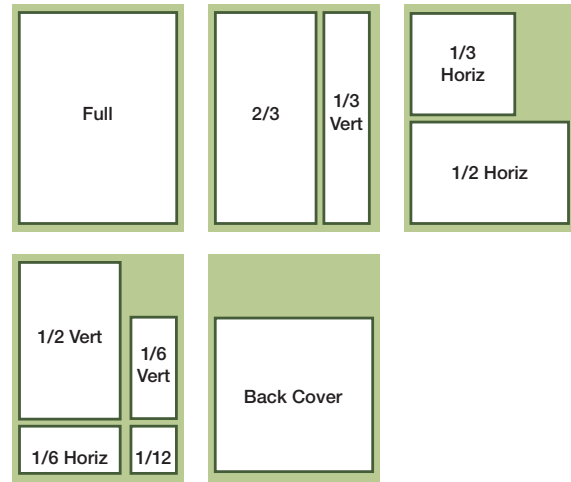 Full
2/3
1/3
Vert
1/3
Horiz
1/2 Horiz
1/2 Vert
1/6
Vert
1/6 Horiz
1/12
Back Cover